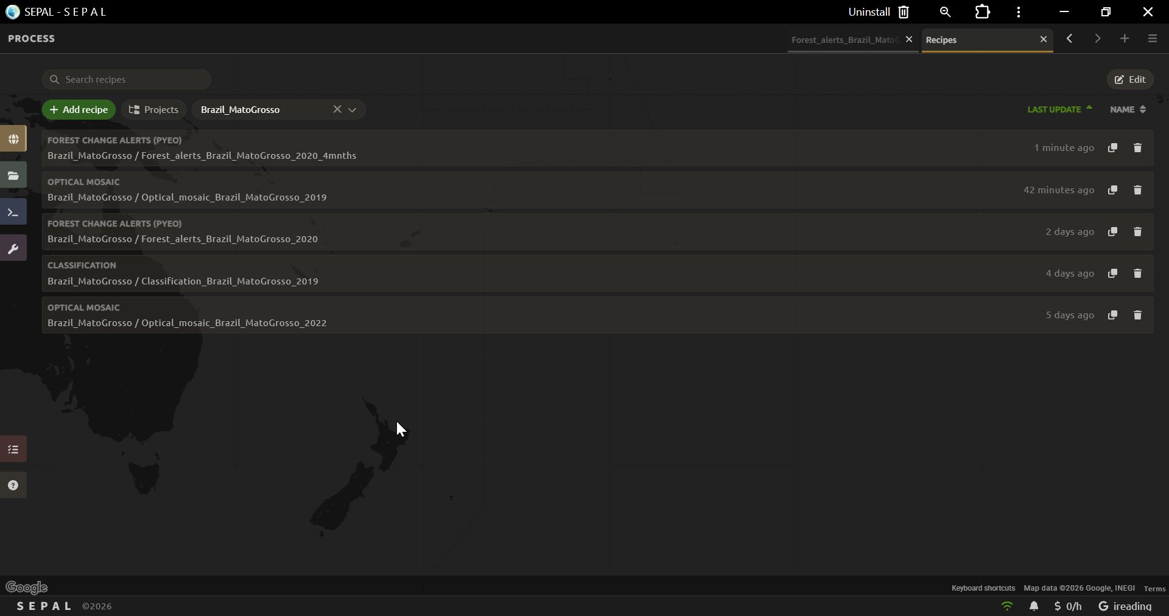 SEPAL - S E P A L
Uninstall
PROCESS
Forest_alerts_Brazil_Mato
Recipes
Search recipes
Edit
+ Add recipe
Projects
Brazil_MatoGrosso
LAST UPDATE
NAME
FOREST CHANGE ALERTS (PYEO)
Brazil_MatoGrosso / Forest_alerts_Brazil_MatoGrosso_2020_4mnths
1 minute ago
OPTICAL MOSAIC
Brazil_MatoGrosso / Optical_mosaic_Brazil_MatoGrosso_2019
42 minutes ago
FOREST CHANGE ALERTS (PYEO)
Brazil_MatoGrosso / Forest_alerts_Brazil_MatoGrosso_2020
2 days ago
CLASSIFICATION
Brazil_MatoGrosso / Classification_Brazil_MatoGrosso_2019
4 days ago
OPTICAL MOSAIC
Brazil_MatoGrosso / Optical_mosaic_Brazil_MatoGrosso_2022
5 days ago
Google
Keyboard shortcuts Map data ©2026 Google, INEGI Terms
S E P A L ©2026
$ 0/h
G ireading